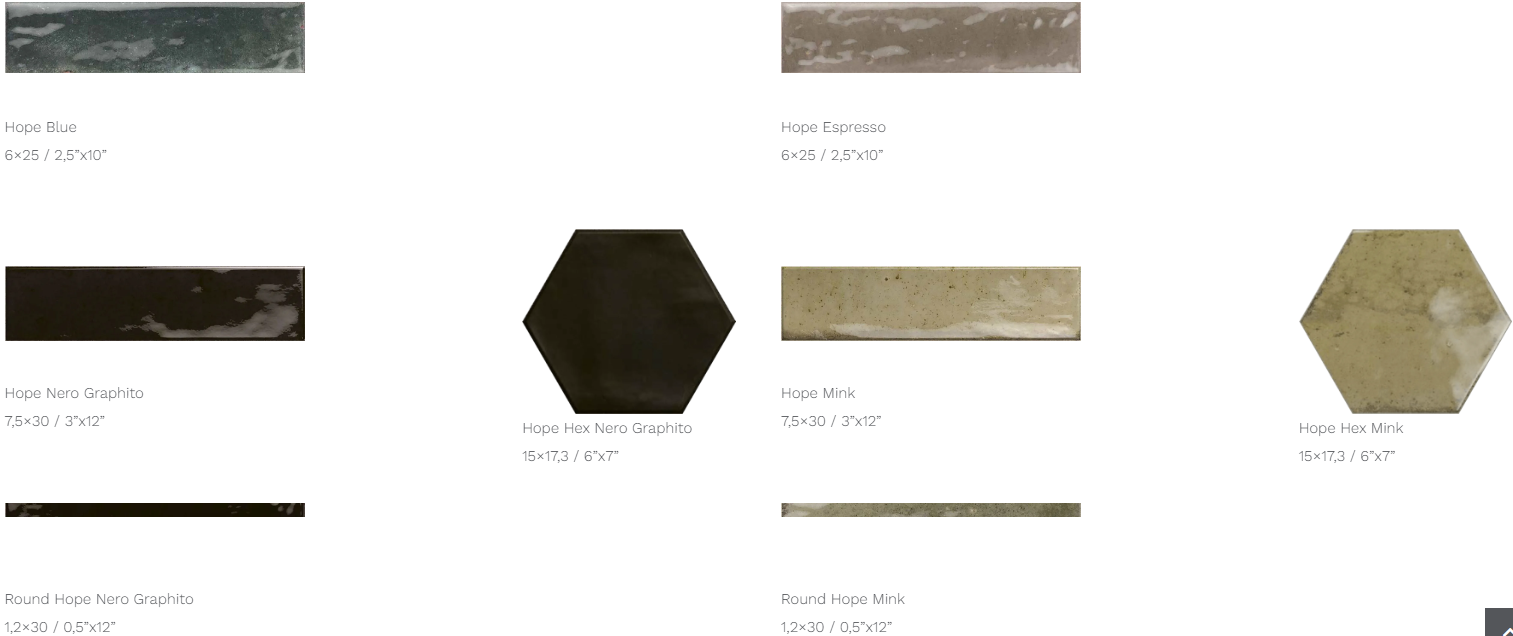 Hope Blue
6×25 / 2,5”x10”
Hope Espresso
6×25 / 2,5”x10”
Hope Nero Graphito
7,5×30 / 3”x12”
Hope Hex Nero Graphito
15×17,3 / 6”x7”
Hope Mink
7,5×30 / 3”x12”
Hope Hex Mink
15×17,3 / 6”x7”
Round Hope Nero Graphito
1,2×30 / 0,5”x12”
Round Hope Mink
1,2×30 / 0,5”x12”